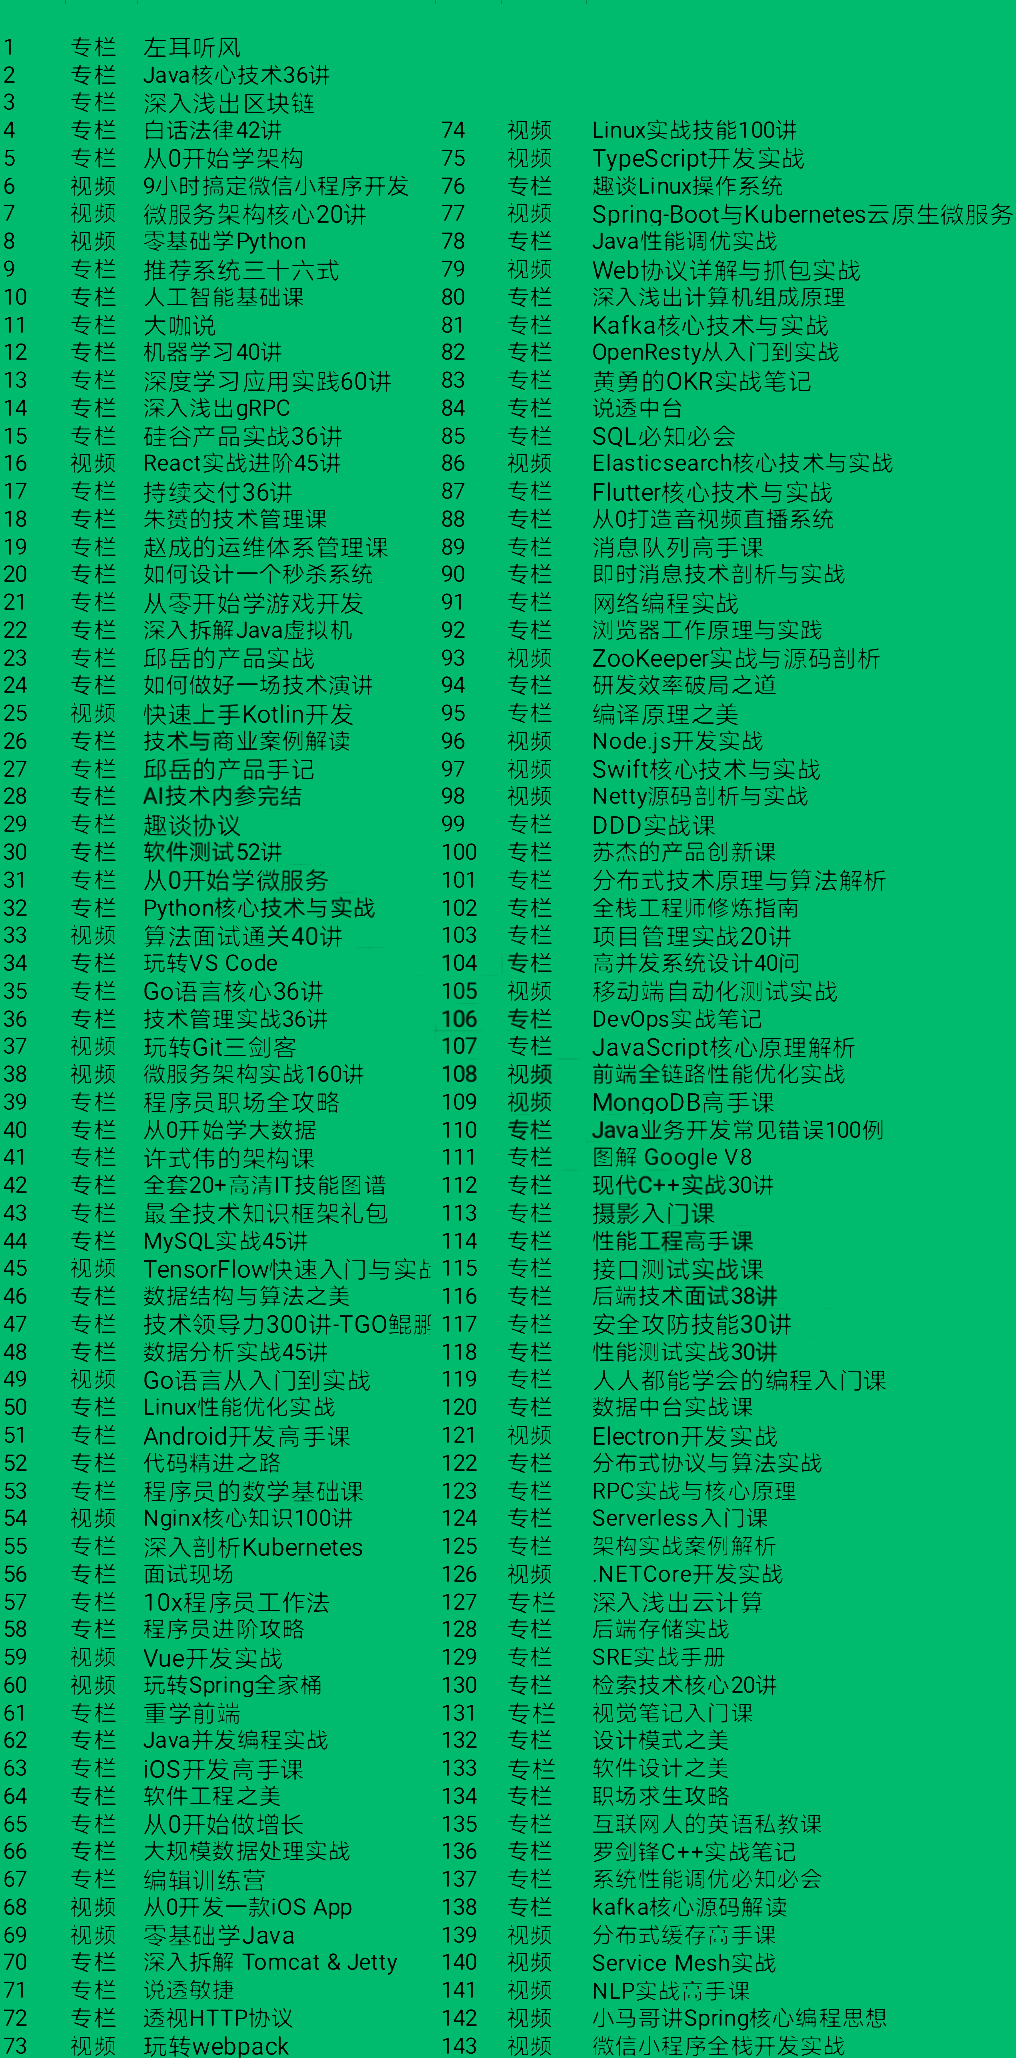 1 专栏 左耳听风
2 专栏 Java核心技术36讲
3 专栏 深入浅出区块链
4 专栏 白话法律42讲
5 专栏 从0开始学架构
6 视频 9小时搞定微信小程序开发
7 视频 微服务架构核心20讲
8 视频 零基础学Python
9 专栏 推荐系统三十六式
10 专栏 人工智能基础课
11 专栏 大咖说
12 专栏 机器学习40讲
13 专栏 深度学习应用实践60讲
14 专栏 深入浅出gRPC
15 专栏 硅谷产品实战36讲
16 视频 React实战进阶45讲
17 专栏 持续交付36讲
18 专栏 朱赟的技术管理课
19 专栏 赵成的运维体系管理课
20 专栏 如何设计一个秒杀系统
21 专栏 从零开始学游戏开发
22 专栏 深入拆解Java虚拟机
23 专栏 邱岳的产品实战
24 专栏 如何做好一场技术演讲
25 视频 快速上手Kotlin开发
26 专栏 技术与商业案例解读
27 专栏 邱岳的产品手记
28 专栏 AI技术内参完结
29 专栏 趣谈协议
30 专栏 软件测试52讲
31 专栏 从0开始学微服务
32 专栏 Python核心技术与实战
33 视频 算法面试通关40讲
34 专栏 玩转VS Code
35 专栏 Go语言核心36讲
36 专栏 技术管理实战36讲
37 视频 玩转Git三剑客
38 视频 微服务架构实战160讲
39 专栏 程序员职场全攻略
40 专栏 从0开始学大数据
41 专栏 许式伟的架构课
42 专栏 全套20+高清IT技能图谱
43 专栏 最全技术知识框架礼包
44 专栏 MySQL实战45讲
45 视频 TensorFlow快速入门与实战
46 专栏 数据结构与算法之美
47 专栏 技术领导力300讲-TGO鲲鹏
48 专栏 数据分析实战45讲
49 视频 Go语言从入门到实战
50 专栏 Linux性能优化实战
51 专栏 Android开发高手课
52 专栏 代码精进之路
53 专栏 程序员的数学基础课
54 视频 Nginx核心知识100讲
55 专栏 深入剖析Kubernetes
56 专栏 面试现场
57 专栏 10x程序员工作法
58 专栏 程序员进阶攻略
59 视频 Vue开发实战
60 视频 玩转Spring全家桶
61 专栏 重学前端
62 专栏 Java并发编程实战
63 专栏 iOS开发高手课
64 专栏 软件工程之美
65 专栏 从0开始做增长
66 专栏 大规模数据处理实战
67 专栏 编辑训练营
68 视频 从0开发一款iOS App
69 视频 零基础学Java
70 专栏 深入拆解 Tomcat & Jetty
71 专栏 说透敏捷
72 专栏 透视HTTP协议
73 视频 玩转webpack
74 视频 Linux实战技能100讲
75 视频 TypeScript开发实战
76 专栏 趣谈Linux操作系统
77 视频 Spring-Boot与Kubernetes云原生微服务
78 专栏 Java性能调优实战
79 视频 Web协议详解与抓包实战
80 专栏 深入浅出计算机组成原理
81 专栏 Kafka核心技术与实战
82 专栏 OpenResty从入门到实战
83 专栏 黄勇的OKR实战笔记
84 专栏 说透中台
85 专栏 SQL必知必会
86 视频 Elasticsearch核心技术与实战
87 专栏 Flutter核心技术与实战
88 专栏 从0打造音视频直播系统
89 专栏 消息队列高手课
90 专栏 即时消息技术剖析与实战
91 专栏 网络编程实战
92 专栏 浏览器工作原理与实践
93 视频 ZooKeeper实战与源码剖析
94 专栏 研发效率破局之道
95 专栏 编译原理之美
96 视频 Node.js开发实战
97 视频 Swift核心技术与实战
98 视频 Netty源码剖析与实战
99 专栏 DDD实战课
100 专栏 苏杰的产品创新课
101 专栏 分布式技术原理与算法解析
102 专栏 全栈工程师修炼指南
103 专栏 项目管理实战20讲
104 专栏 高并发系统设计40问
105 视频 移动端自动化测试实战
106 专栏 DevOps实战笔记
107 专栏 JavaScript核心原理解析
108 视频 前端全链路性能优化实战
109 视频 MongoDB高手课
110 专栏 Java业务开发常见错误100例
111 专栏 图解 Google V8
112 专栏 现代C++实战30讲
113 专栏 摄影入门课
114 专栏 性能工程高手课
115 专栏 接口测试实战课
116 专栏 后端技术面试38讲
117 专栏 安全攻防技能30讲
118 专栏 性能测试实战30讲
119 专栏 人人都能学会的编程入门课
120 专栏 数据中台实战课
121 视频 Electron开发实战
122 专栏 分布式协议与算法实战
123 专栏 RPC实战与核心原理
124 专栏 Serverless入门课
125 专栏 架构实战案例解析
126 视频 .NETCore开发实战
127 专栏 深入浅出云计算
128 专栏 后端存储实战
129 专栏 SRE实战手册
130 专栏 检索技术核心20讲
131 专栏 视觉笔记入门课
132 专栏 设计模式之美
133 专栏 软件设计之美
134 专栏 职场求生攻略
135 专栏 互联网人的英语私教课
136 专栏 罗剑锋C++实战笔记
137 专栏 系统性能调优必知必会
138 专栏 kafka核心源码解读
139 视频 分布式缓存高手课
140 视频 Service Mesh实战
141 视频 NLP实战高手课
142 视频 小马哥讲Spring核心编程思想
143 视频 微信小程序全栈开发实战